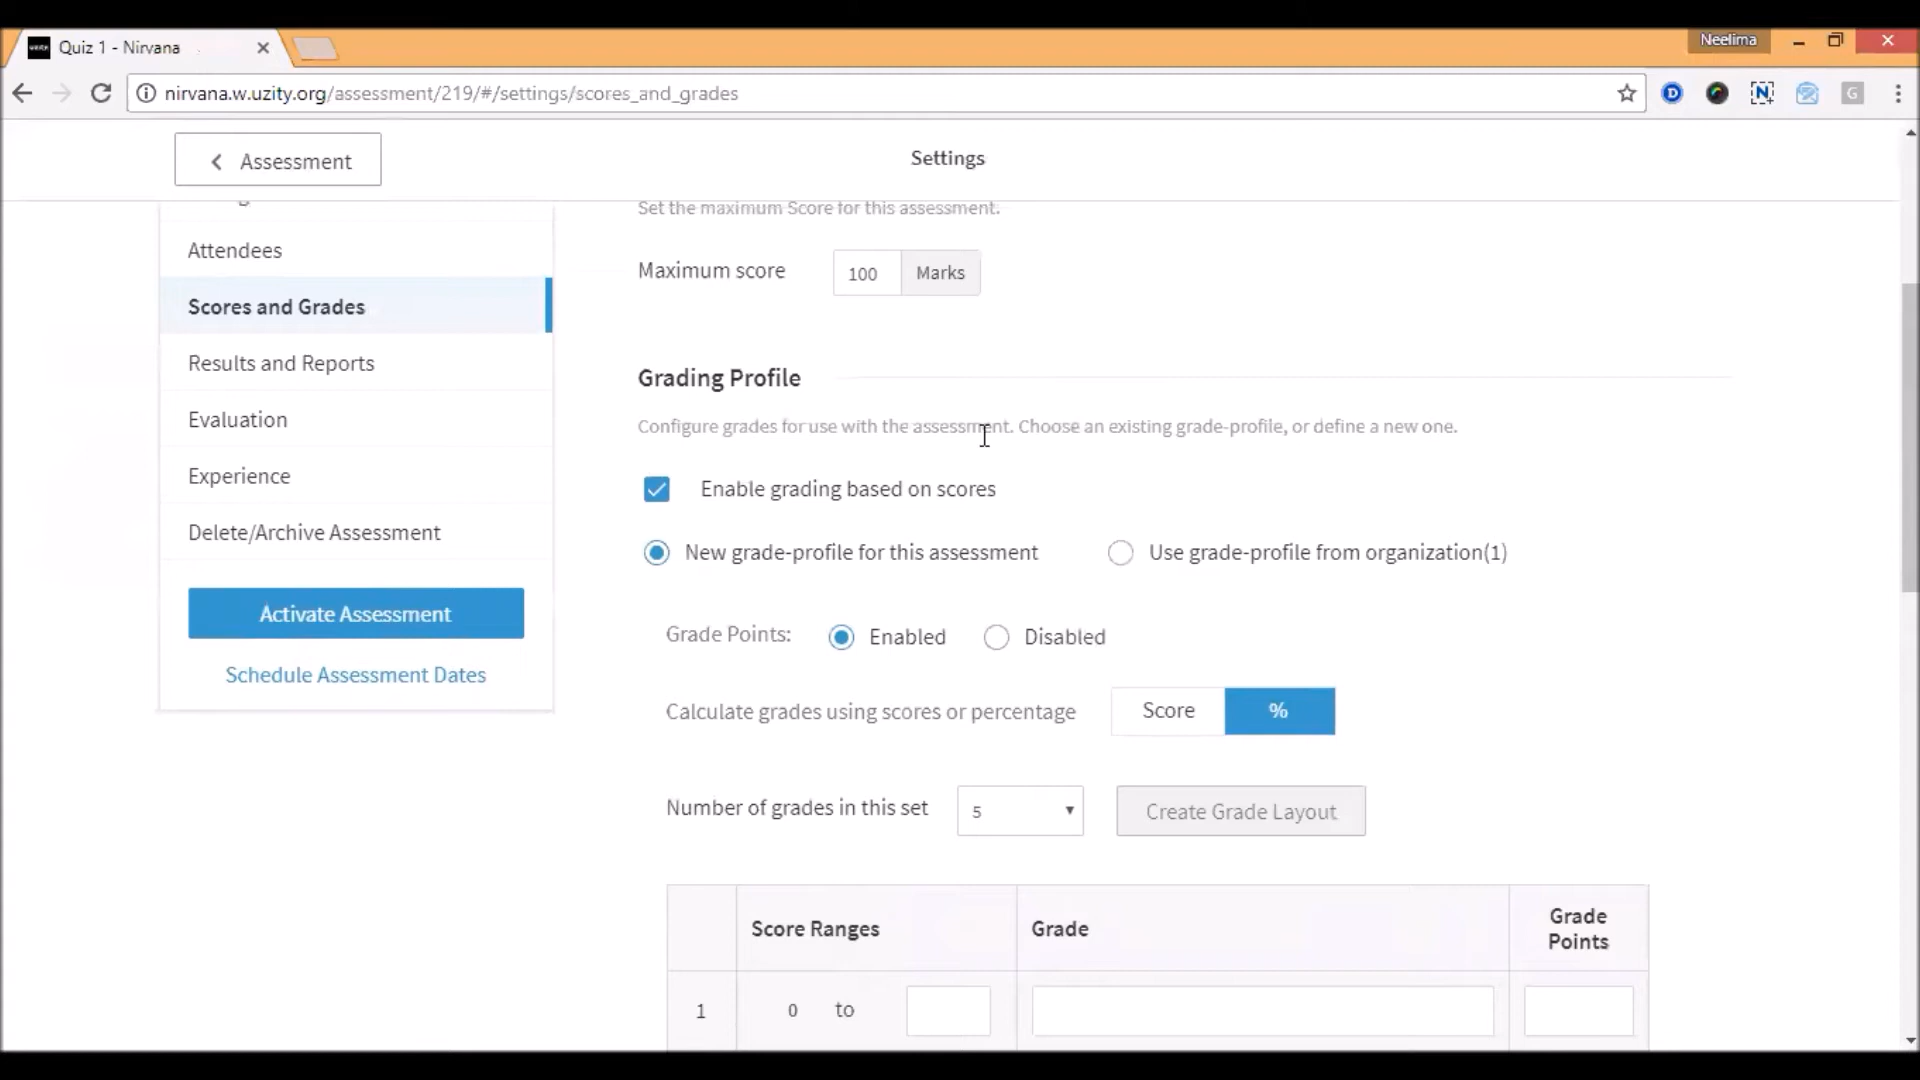 Quiz 1 - Nirvana
Neelima
nirvana.w.uzity.org/assessment/219/#/settings/scores_and_grades
Assessment
Settings
Attendees
Scores and Grades
Results and Reports
Evaluation
Experience
Delete/Archive Assessment
Activate Assessment
Schedule Assessment Dates
Set the maximum Score for this assessment.
Maximum score 100 Marks
Grading Profile
Configure grades for use with the assessment. Choose an existing grade-profile, or define a new one.
Enable grading based on scores
New grade-profile for this assessment Use grade-profile from organization(1)
Grade Points: Enabled Disabled
Calculate grades using scores or percentage Score %
Number of grades in this set 5 Create Grade Layout
Score Ranges Grade Grade Points
1 0 to